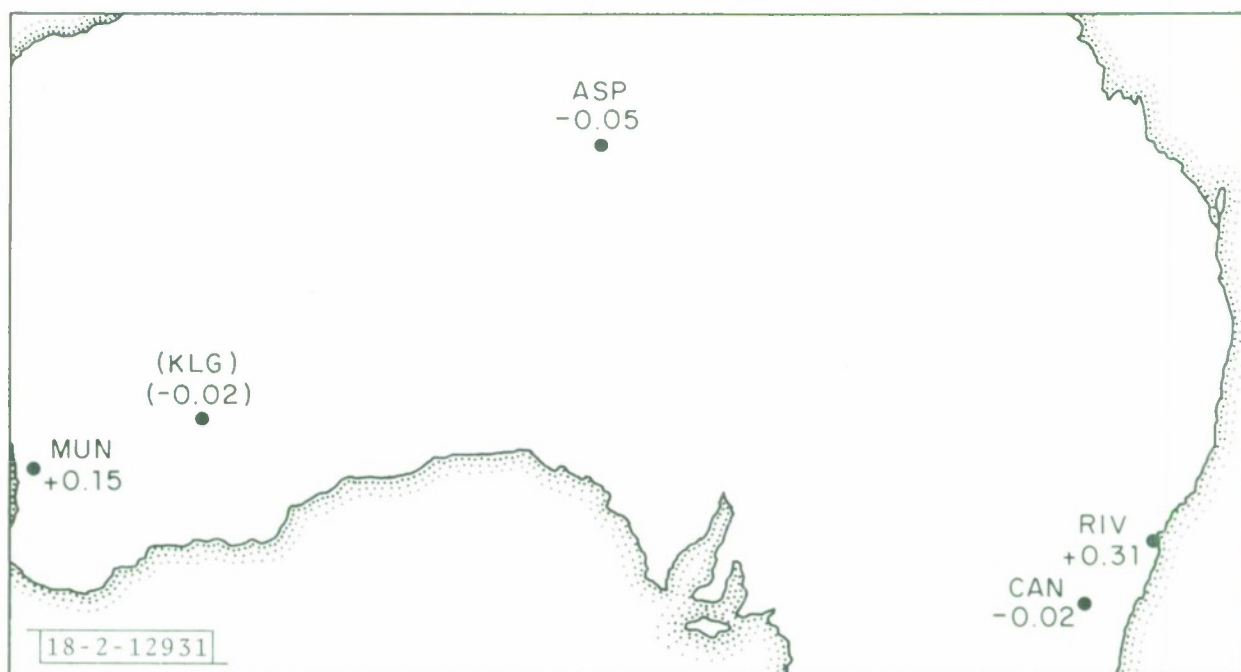 ASP
-0.05
(KLG)
(-0.02)
MUN
+0.15
RIV
+0.31
CAN
-0.02
18-2-12931